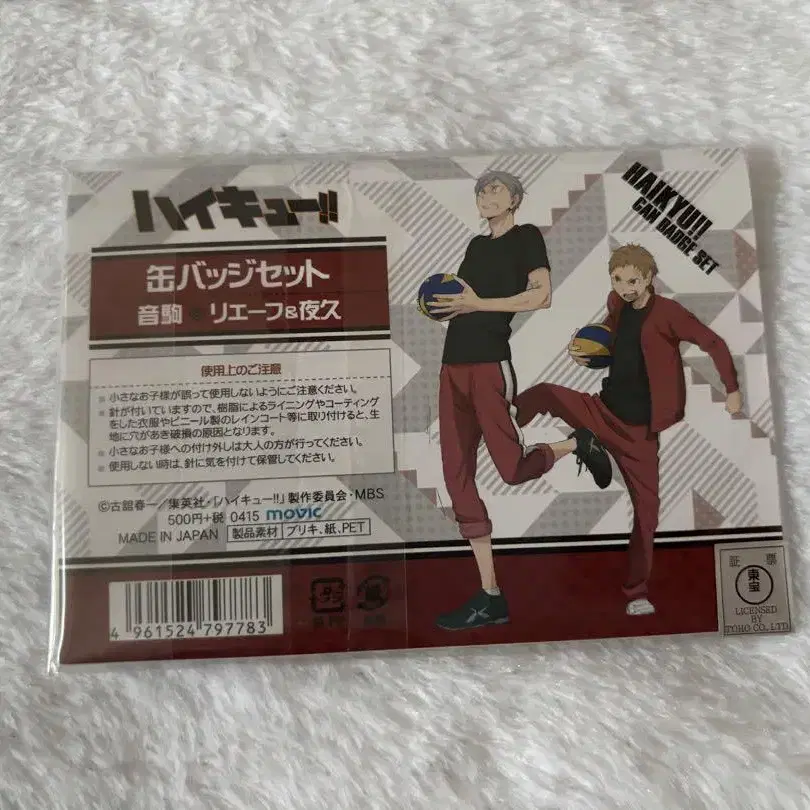 ハイキュー!!
HAIKYU!!
CAN BADGE SET
缶バッジセット
音駒 リエーフ&夜久
使用上のご注意
小さなお子様が誤って使用しないようにご注意ください。
針が付いていますので、樹脂によるライニングやコーティング
をした衣服やビニール製のレインコート等に取り付けると、生
地に穴があき破損の原因となります。
小さなお子様への付け外しは大人の方が行ってください。
使用しない時は、針に気を付けて保管してください。
©古舘春一/集英社・「ハイキュー!!」製作委員会・MBS
500円+税 0415 movic
MADE IN JAPAN 製品素材 ブリキ、紙、PET
4 961524 797783
プラ 紙
証 票
東宝
LICENSED
BY
TOHO CO., LTD